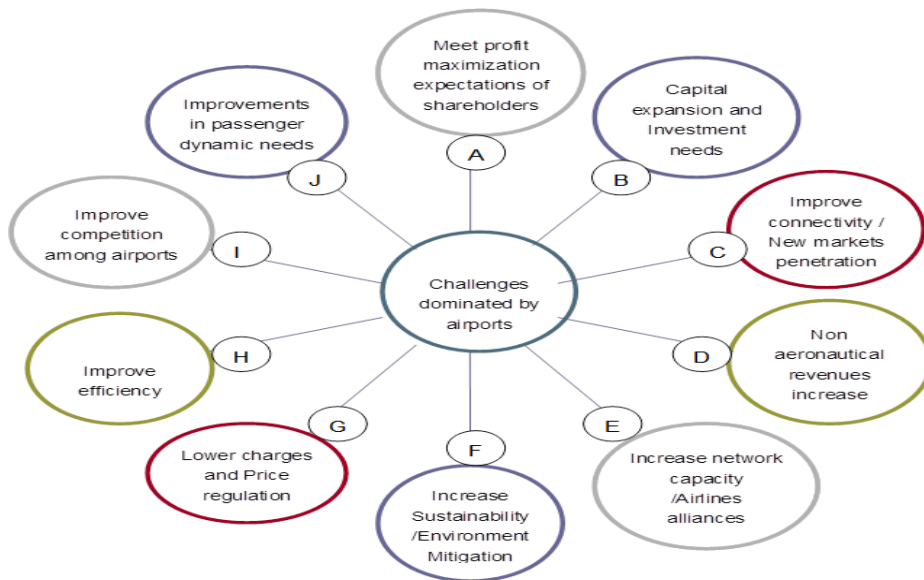 Meet profit
maximization
expectations of
shareholders
A
Capital
expansion and
Investment
needs
B
Improve
connectivity /
New markets
penetration
C
Non
aeronautical
revenues
increase
D
Increase network
capacity
/Airlines
alliances
E
Increase
Sustainability
/Environment
Mitigation
F
Lower charges
and Price
regulation
G
Improve
efficiency
H
Improve
competition
among airports
I
Improvements
in passenger
dynamic needs
J
Challenges
dominated by
airports